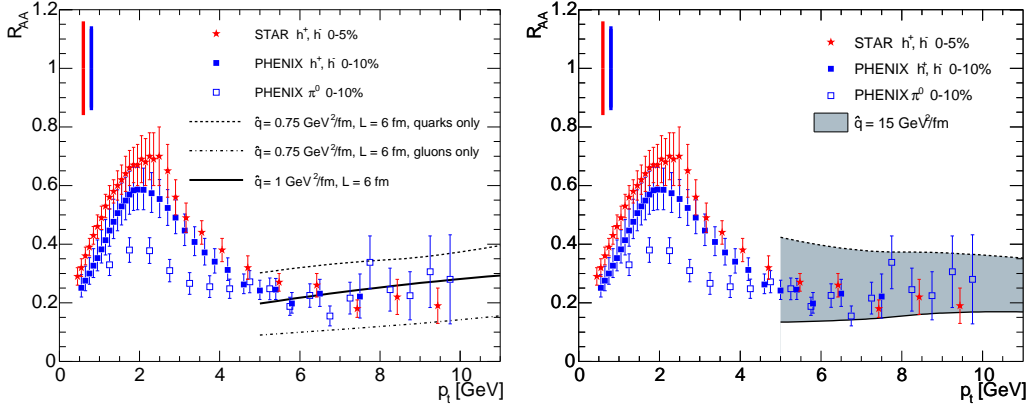 R_AA
1.2
1
0.8
0.6
0.4
0.2
0
0 2 4 6 8 10
p_t [GeV]
STAR h⁺, h⁻ 0-5%
PHENIX h⁺, h⁻ 0-10%
PHENIX π⁰ 0-10%
q̂ = 0.75 GeV²/fm, L = 6 fm, quarks only
q̂ = 0.75 GeV²/fm, L = 6 fm, gluons only
q̂ = 1 GeV²/fm, L = 6 fm
R_AA
1.2
1
0.8
0.6
0.4
0.2
0
0 2 4 6 8 10
p_t [GeV]
STAR h⁺, h⁻ 0-5%
PHENIX h⁺, h⁻ 0-10%
PHENIX π⁰ 0-10%
q̂ = 15 GeV²/fm